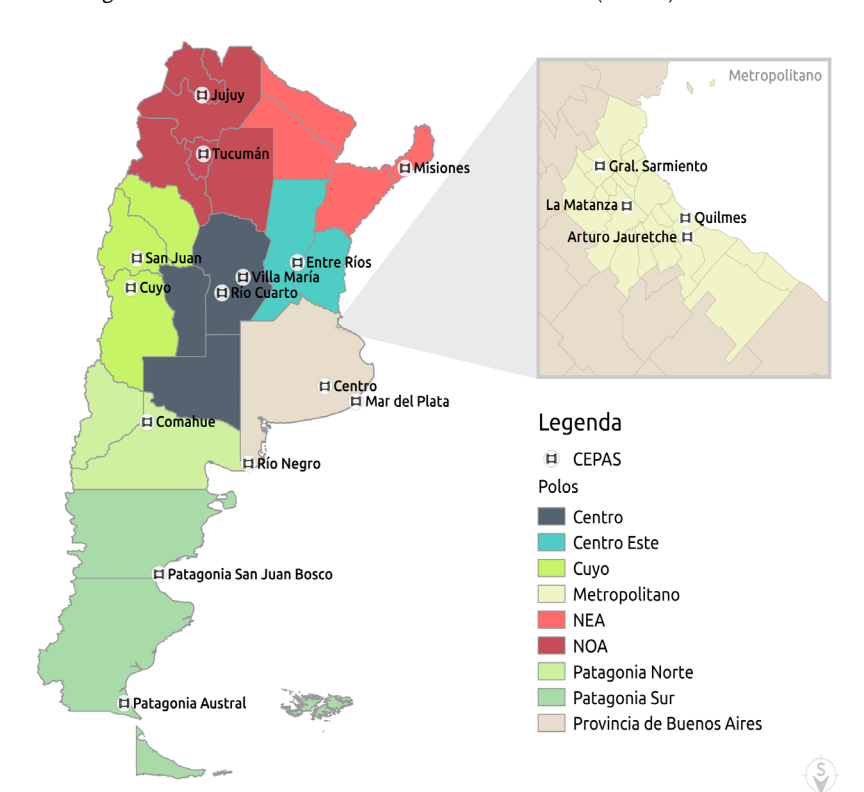 Metropolitano
Jujuy
Tucumán
Misiones
Gral. Sarmiento
La Matanza
Quilmes
Arturo Jauretche
San Juan
Entre Ríos
Villa María
Cuyo
Río Cuarto
Centro
Mar del Plata
Comahue
Río Negro
Patagonia San Juan Bosco
Patagonia Austral
Legenda
CEPAS
Polos
Centro
Centro Este
Cuyo
Metropolitano
NEA
NOA
Patagonia Norte
Patagonia Sur
Provincia de Buenos Aires
S